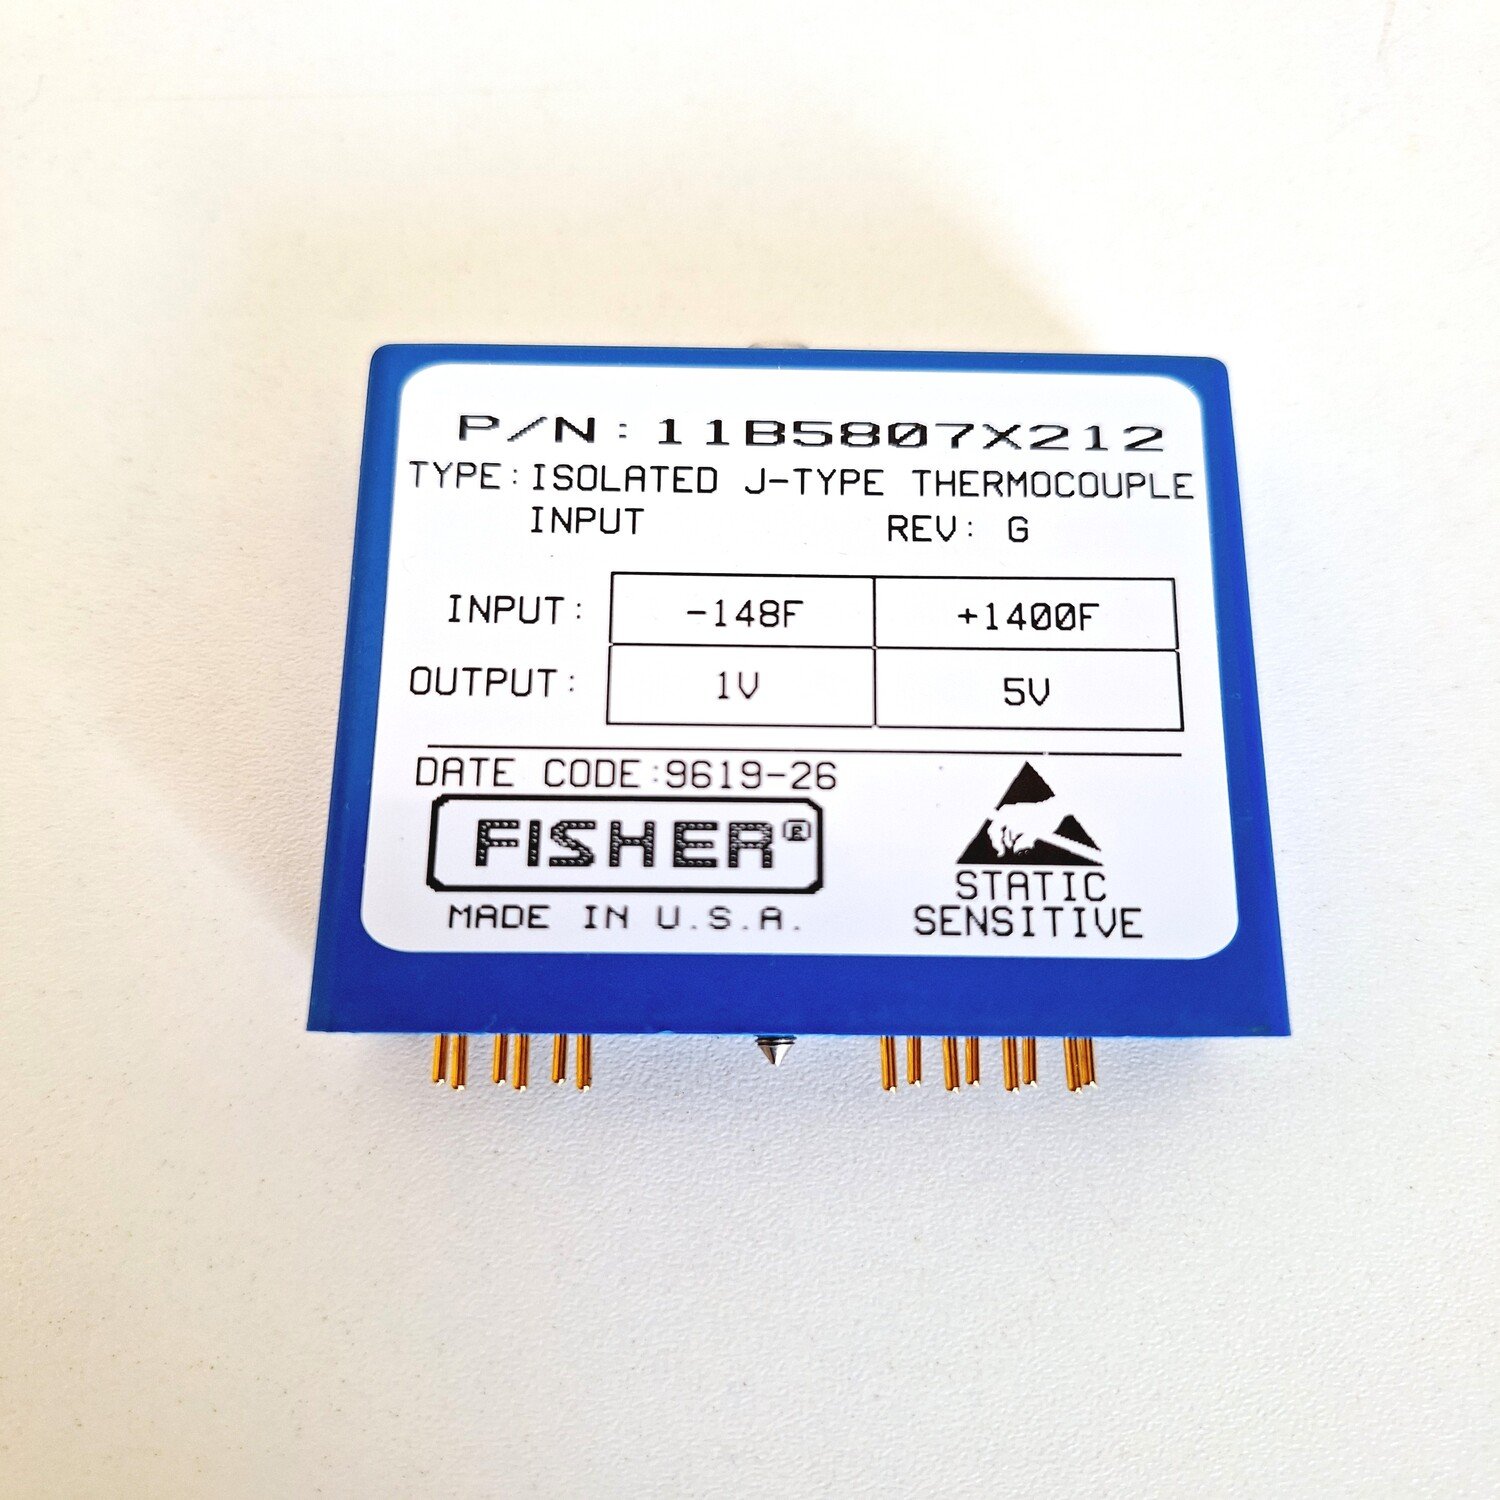 P/N: 11B5807X212
TYPE: ISOLATED J-TYPE THERMOCOUPLE
INPUT REV: G
INPUT: -148F +1400F
OUTPUT: 1V 5V
DATE CODE:9619-26
FISHER®
MADE IN U.S.A.
STATIC
SENSITIVE